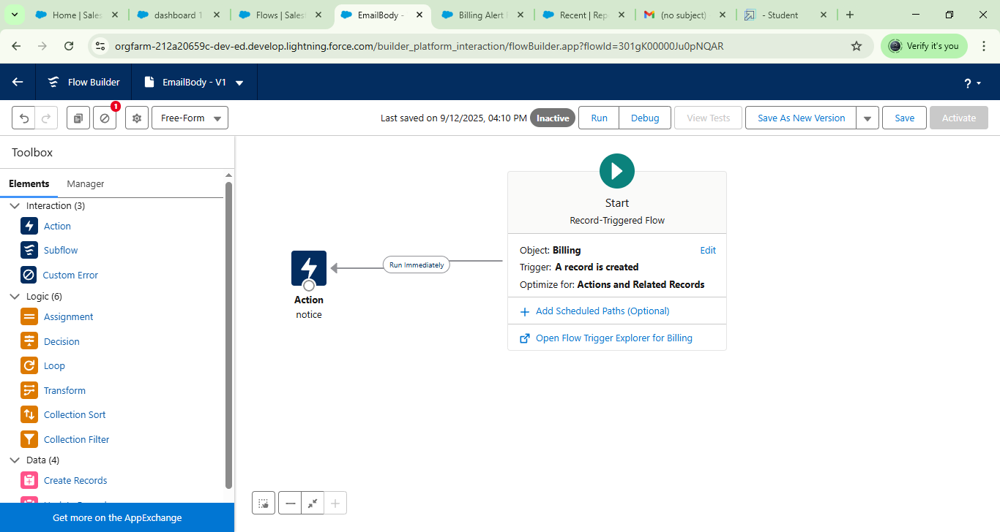 Home | Sales
dashboard 1
Flows | Sales
EmailBody -
Billing Alert
Recent | Rep
(no subject)
- Student
orgfarm-212a20659c-dev-ed.develop.lightning.force.com/builder_platform_interaction/flowBuilder.app?flowId=301gK00000Ju0pNQAR
Verify it's you
Flow Builder
EmailBody - V1
?
1
Free-Form
Last saved on 9/12/2025, 04:10 PM
Inactive
Run
Debug
View Tests
Save As New Version
Save
Activate
Toolbox
Elements
Manager
Interaction (3)
Action
Subflow
Custom Error
Logic (6)
Assignment
Decision
Loop
Transform
Collection Sort
Collection Filter
Data (4)
Create Records
Get more on the AppExchange
Start
Record-Triggered Flow
Object: Billing
Edit
Trigger: A record is created
Optimize for: Actions and Related Records
Add Scheduled Paths (Optional)
Open Flow Trigger Explorer for Billing
Run Immediately
Action
notice